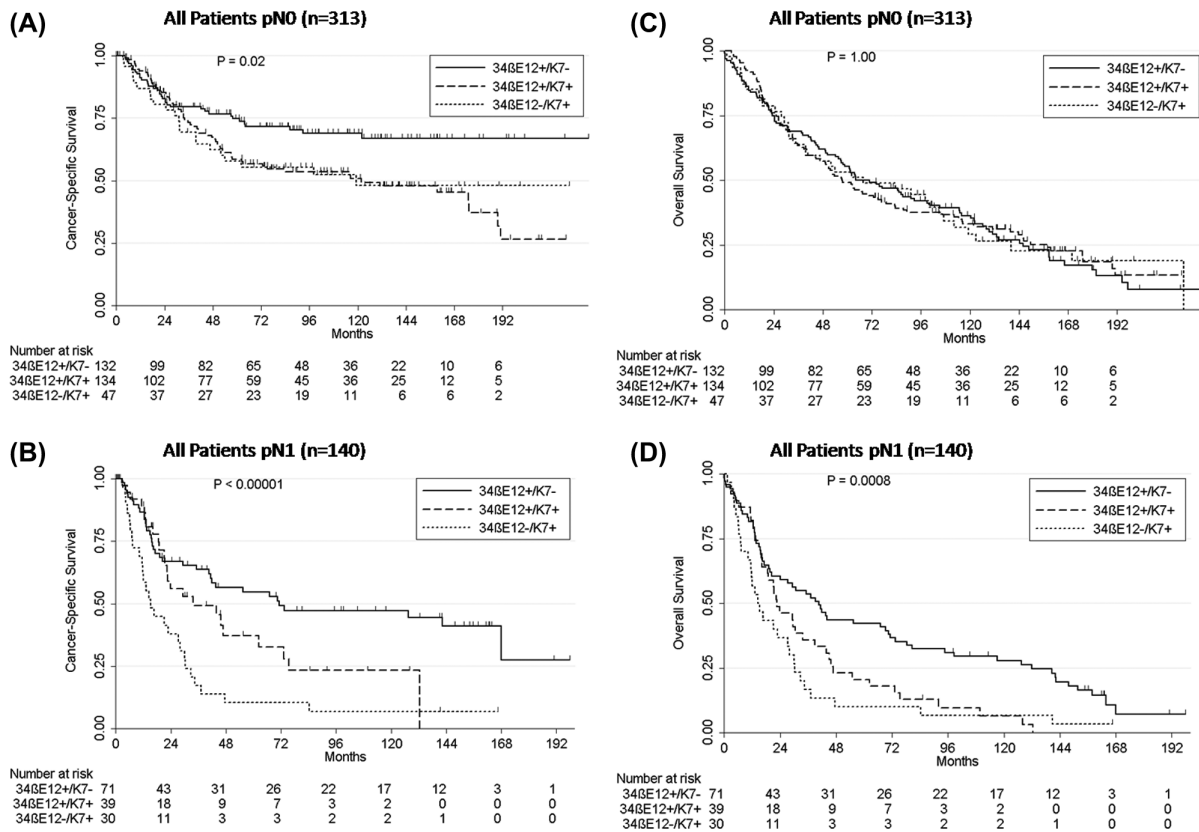 (A)
All Patients pN0 (n=313)
P = 0.02
34ßE12+/K7-
34ßE12+/K7+
34ßE12-/K7+
Cancer-Specific Survival
1.00
0.75
0.50
0.25
0.00
0 24 48 72 96 120 144 168 192
Months
Number at risk
34ßE12+/K7- 132 99 82 65 48 36 22 10 6
34ßE12+/K7+ 134 102 77 59 45 36 25 12 5
34ßE12-/K7+ 47 37 27 23 19 11 6 6 2
(B)
All Patients pN1 (n=140)
P < 0.00001
34ßE12+/K7-
34ßE12+/K7+
34ßE12-/K7+
Cancer-Specific Survival
1.00
0.75
0.50
0.25
0.00
0 24 48 72 96 120 144 168 192
Months
Number at risk
34ßE12+/K7- 71 43 31 26 22 17 12 3 1
34ßE12+/K7+ 39 18 9 7 3 2 0 0 0
34ßE12-/K7+ 30 11 3 3 2 2 1 0 0
(C)
All Patients pN0 (n=313)
P = 1.00
34ßE12+/K7-
34ßE12+/K7+
34ßE12-/K7+
Overall Survival
1.00
0.75
0.50
0.25
0.00
0 24 48 72 96 120 144 168 192
Months
Number at risk
34ßE12+/K7- 132 99 82 65 48 36 22 10 6
34ßE12+/K7+ 134 102 77 59 45 36 25 12 5
34ßE12-/K7+ 47 37 27 23 19 11 6 6 2
(D)
All Patients pN1 (n=140)
P = 0.0008
34ßE12+/K7-
34ßE12+/K7+
34ßE12-/K7+
Overall Survival
1.00
0.75
0.50
0.25
0.00
0 24 48 72 96 120 144 168 192
Months
Number at risk
34ßE12+/K7- 71 43 31 26 22 17 12 3 1
34ßE12+/K7+ 39 18 9 7 3 2 0 0 0
34ßE12-/K7+ 30 11 3 3 2 2 1 0 0